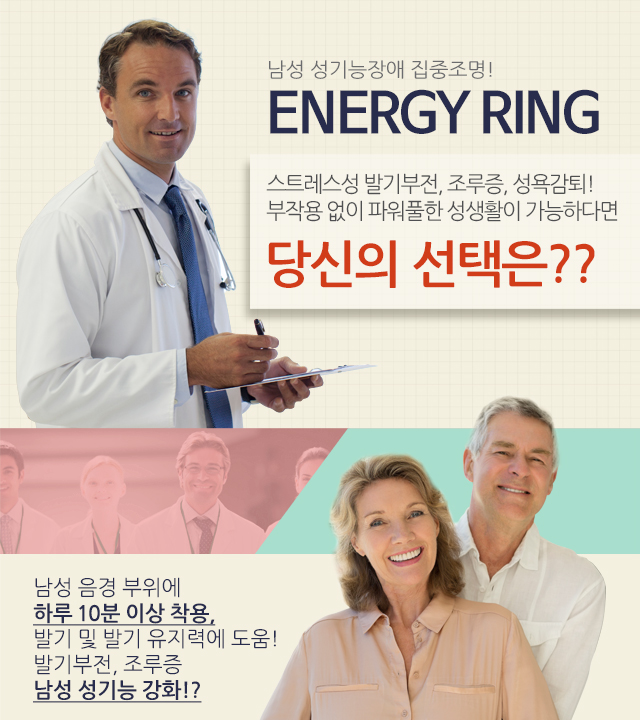 남성 성기능장애 집중조명!
ENERGY RING
스트레스성 발기부전, 조루증, 성욕감퇴!
부작용 없이 파워풀한 성생활이 가능하다면
당신의 선택은??
남성 음경 부위에
하루 10분 이상 착용,
발기 및 발기 유지력에 도움!
발기부전, 조루증
남성 성기능 강화!?